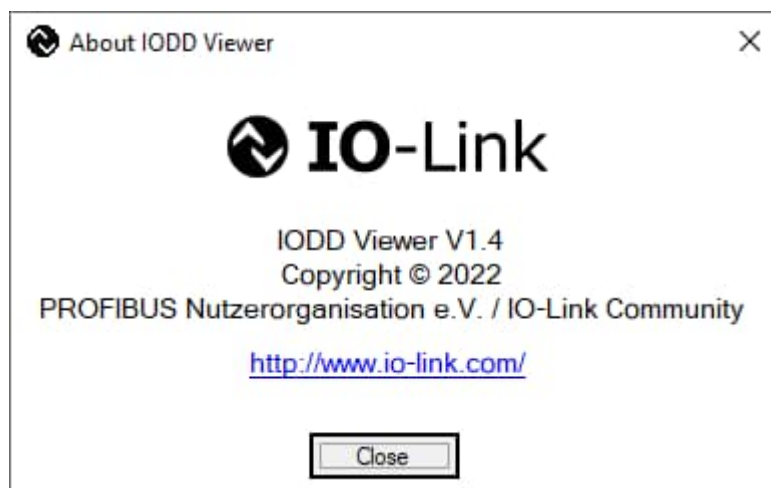 About IODD Viewer
IO-Link
IODD Viewer V1.4
Copyright © 2022
PROFIBUS Nutzerorganisation e.V. / IO-Link Community
http://www.io-link.com/
Close